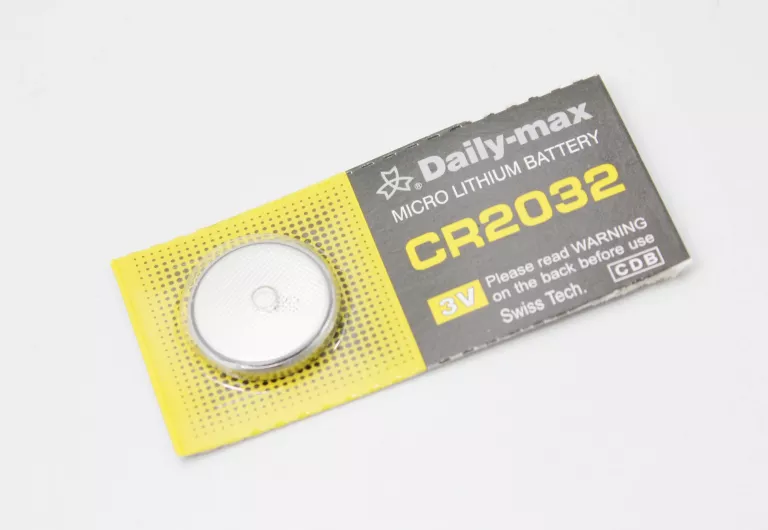 Daily-max
®
MICRO LITHIUM BATTERY
CR2032
3V
Please read WARNING
on the back before use
Swiss Tech.
CDB